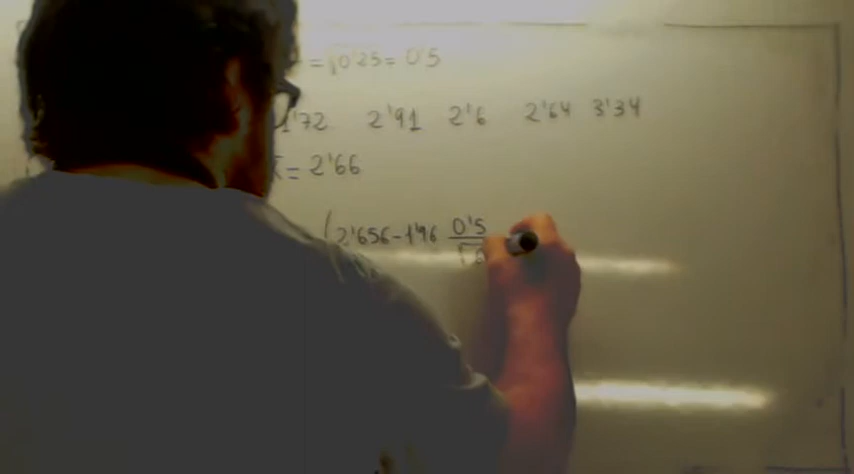 = √0'25 = 0'5
1'72 2'91 2'6 2'64 3'34
= 2'66
(2'656 - 1'96 0'5/√